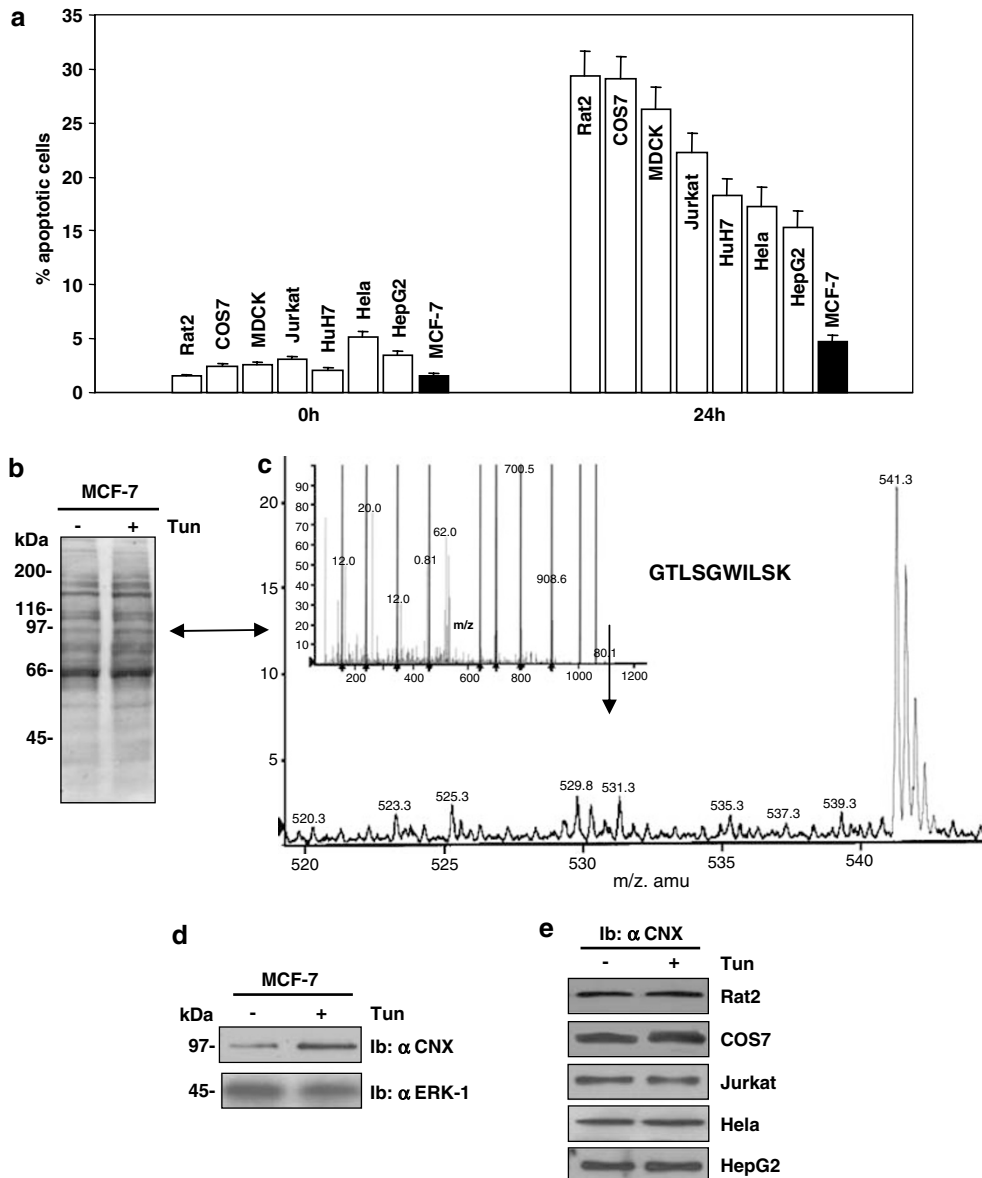 a
% apoptotic cells
35
30
25
20
15
10
5
0
Rat2 COS7 MDCK Jurkat HuH7 Hela HepG2 MCF-7
Rat2 COS7 MDCK Jurkat HuH7 Hela HepG2 MCF-7
0h 24h
b
MCF-7
- + Tun
kDa
200-
116-
97-
66-
45-
c
20
15
10
5
90
80
70
60
50
40
30
20
10
12.0 20.0 12.0 0.81 62.0 700.5 908.6 80.1
m/z
200 400 600 800 1000 1200
GTLSGWILSK
541.3
520.3 523.3 525.3 529.8 531.3 535.3 537.3 539.3
520 525 530 535 540
m/z. amu
d
MCF-7
kDa - + Tun
97- Ib: α CNX
45- Ib: α ERK-1
e
Ib: α CNX
- + Tun
Rat2
COS7
Jurkat
Hela
HepG2